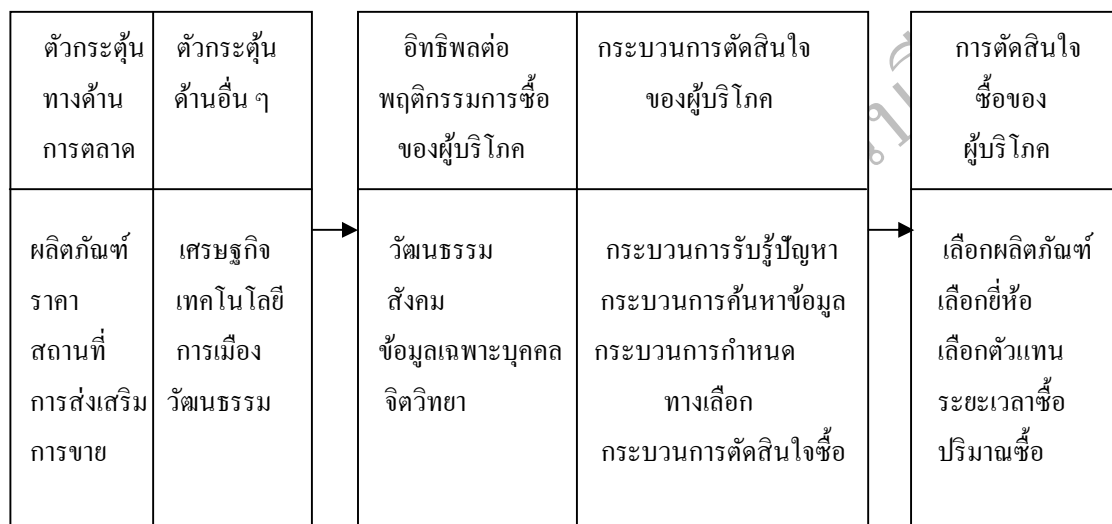 ตัวกระตุ้น
ทางด้าน
การตลาด
ตัวกระตุ้น
ด้านอื่น ๆ
อิทธิพลต่อ
พฤติกรรมการซื้อ
ของผู้บริโภค
กระบวนการตัดสินใจ
ของผู้บริโภค
การตัดสินใจ
ซื้อของ
ผู้บริโภค
ผลิตภัณฑ์
ราคา
สถานที่
การส่งเสริม
การขาย
เศรษฐกิจ
เทคโนโลยี
การเมือง
วัฒนธรรม
วัฒนธรรม
สังคม
ข้อมูลเฉพาะบุคคล
จิตวิทยา
กระบวนการรับรู้ปัญหา
กระบวนการค้นหาข้อมูล
กระบวนการกำหนด
ทางเลือก
กระบวนการตัดสินใจซื้อ
เลือกผลิตภัณฑ์
เลือกยี่ห้อ
เลือกตัวแทน
ระยะเวลาซื้อ
ปริมาณซื้อ